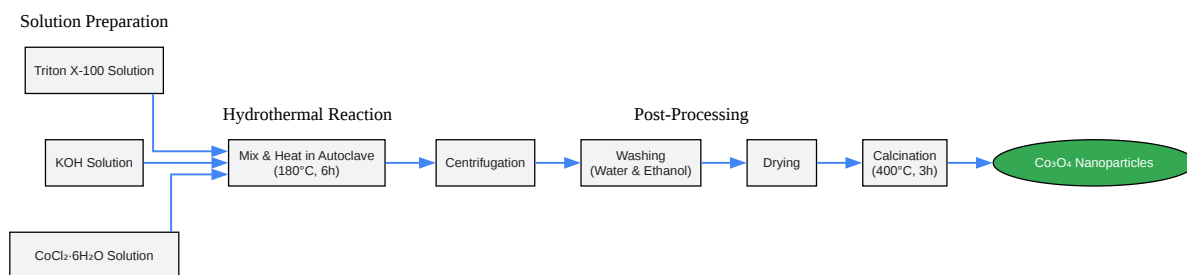 Solution Preparation
Triton X-100 Solution
Hydrothermal Reaction
Post-Processing
KOH Solution
Mix & Heat in Autoclave
(180°C, 6h)
Centrifugation
Washing
(Water & Ethanol)
Drying
Calcination
(400°C, 3h)
Co₃O₄ Nanoparticles
CoCl₂·6H₂O Solution